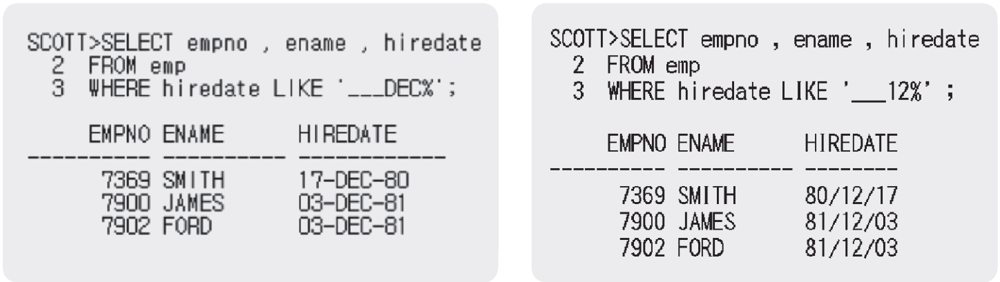 SCOTT>SELECT empno , ename , hiredate
  2  FROM emp
  3  WHERE hiredate LIKE '___DEC%';
     EMPNO ENAME      HIREDATE
---------- ---------- ------------
      7369 SMITH      17-DEC-80
      7900 JAMES      03-DEC-81
      7902 FORD       03-DEC-81
SCOTT>SELECT empno , ename , hiredate
  2  FROM emp
  3  WHERE hiredate LIKE '___12%' ;
     EMPNO ENAME      HIREDATE
---------- ---------- --------
      7369 SMITH      80/12/17
      7900 JAMES      81/12/03
      7902 FORD       81/12/03